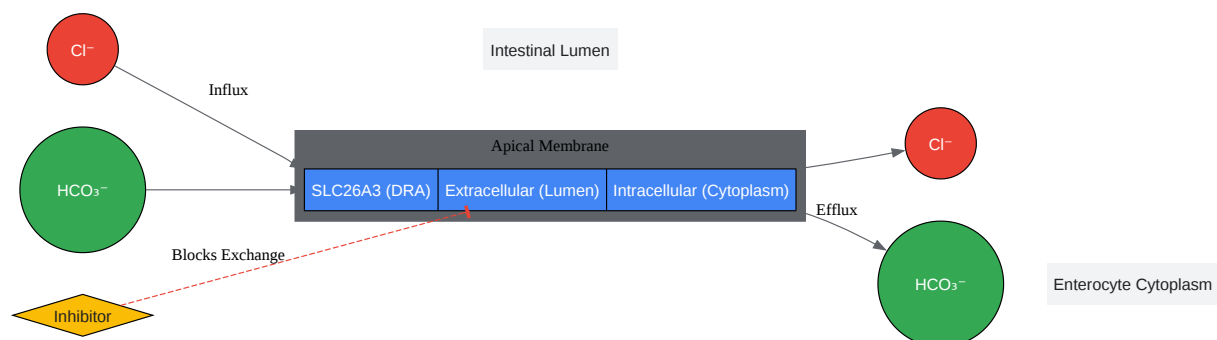 Cl⁻
Intestinal Lumen
Influx
Apical Membrane
Cl⁻
HCO₃⁻
SLC26A3 (DRA)
Extracellular (Lumen)
Intracellular (Cytoplasm)
Efflux
Blocks Exchange
HCO₃⁻
Enterocyte Cytoplasm
Inhibitor